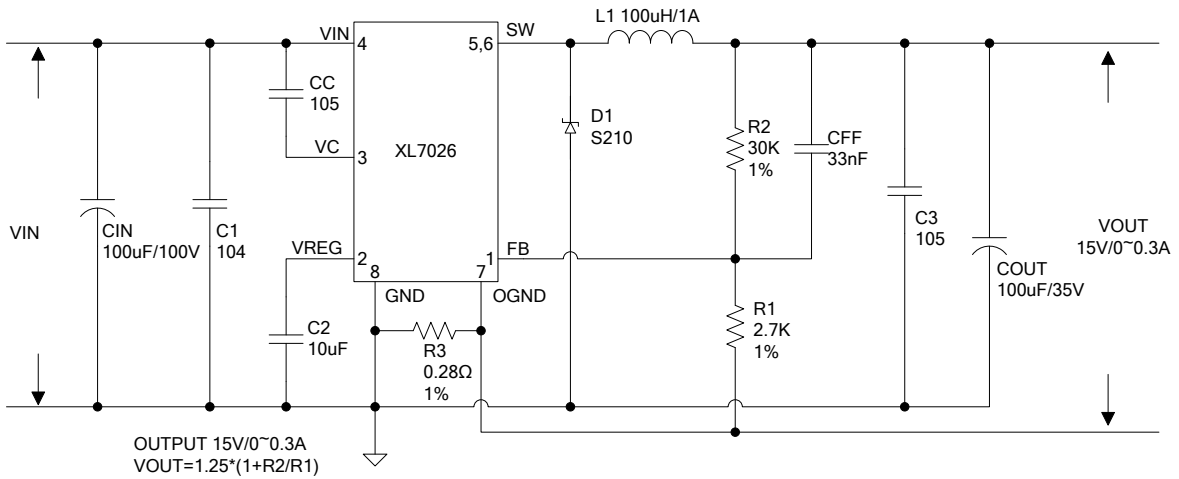 L1 100uH/1A
VIN
4
5,6
SW
CC
105
VC
3
XL7026
D1
S210
R2
30K
1%
CFF
33nF
VIN
CIN
100uF/100V
C1
104
VREG
2
1
FB
8
7
GND
OGND
C3
105
VOUT
15V/0~0.3A
COUT
100uF/35V
C2
10uF
R3
0.28Ω
1%
R1
2.7K
1%
OUTPUT 15V/0~0.3A
VOUT=1.25*(1+R2/R1)